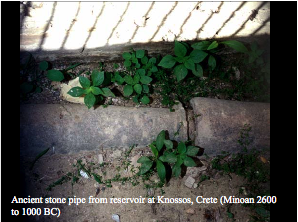 Ancient stone pipe from reservoir at Knossos, Crete (Minoan 2600
to 1000 BC)